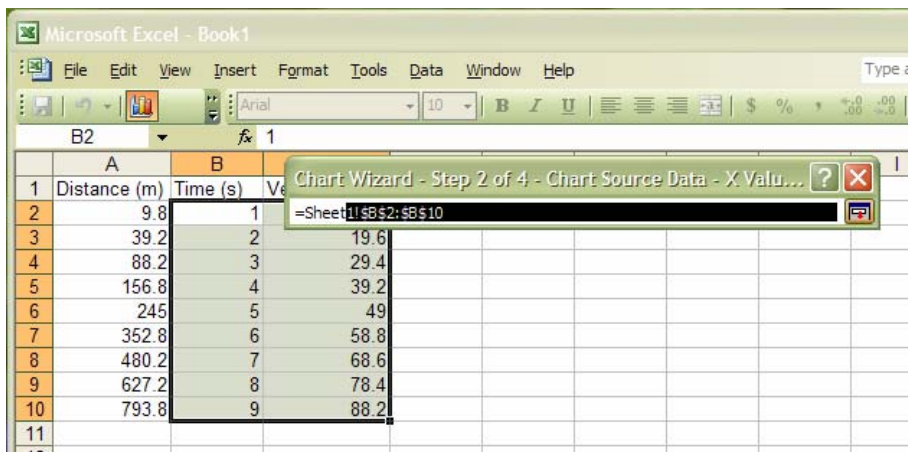 Microsoft Excel - Book1
File Edit View Insert Format Tools Data Window Help Type a
Arial 10 B I U $ % ,
B2 fx 1
A B I
1 Distance (m) Time (s) Ve
Chart Wizard - Step 2 of 4 - Chart Source Data - X Valu... ? X
2 9.8 1 =Sheet1!$B$2:$B$10
3 39.2 2 19.6
4 88.2 3 29.4
5 156.8 4 39.2
6 245 5 49
7 352.8 6 58.8
8 480.2 7 68.6
9 627.2 8 78.4
10 793.8 9 88.2
11